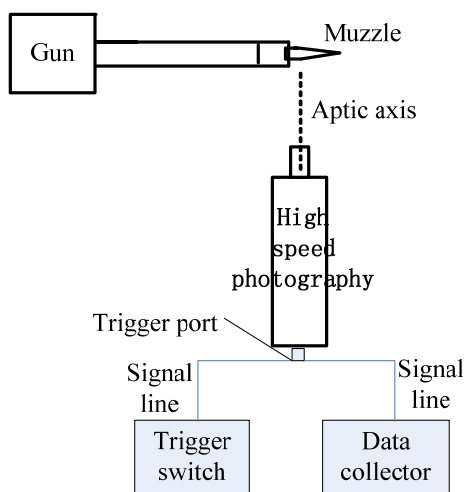 Gun
Muzzle
Aptic axis
High
speed
photography
Trigger port
Signal
line
Signal
line
Trigger
switch
Data
collector